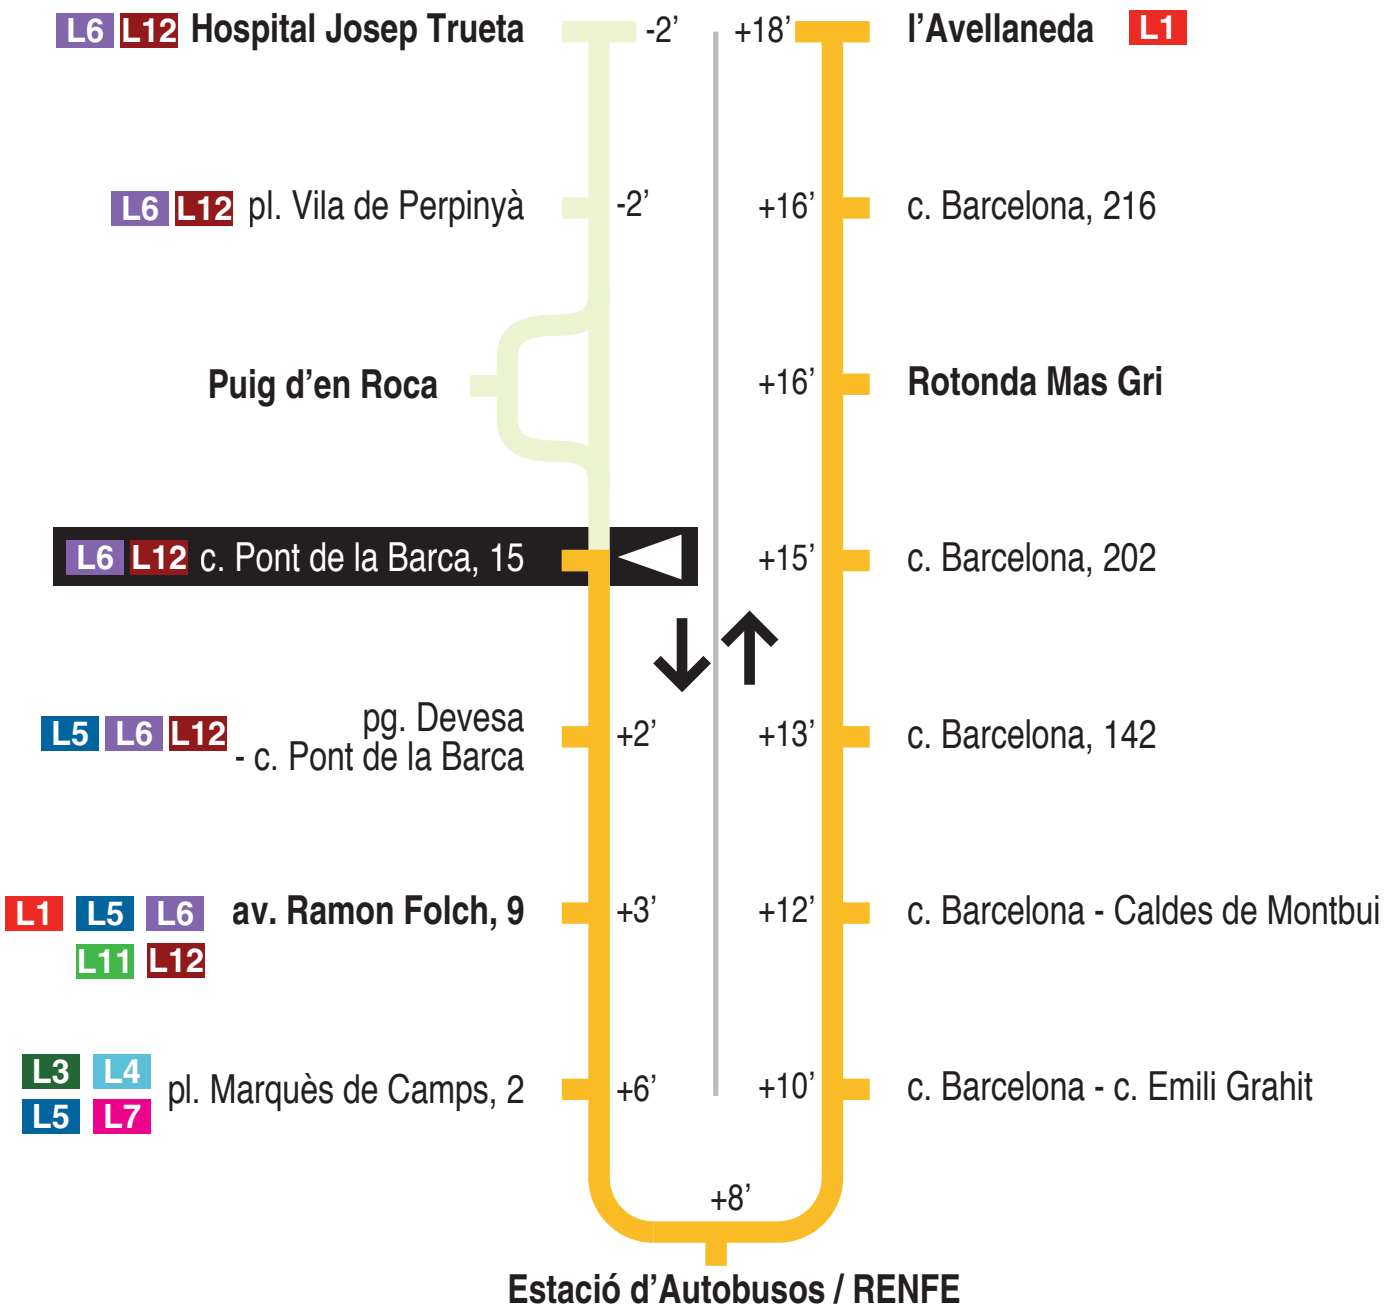 L6 L12 Hospital Josep Trueta -2’
L6 L12 pl. Vila de Perpinyà -2’
Puig d’en Roca
L6 L12 c. Pont de la Barca, 15
L5 L6 L12 pg. Devesa
- c. Pont de la Barca +2’
L1 L5 L6 av. Ramon Folch, 9 +3’
L11 L12
L3 L4
L5 L7
pl. Marquès de Camps, 2 +6’
+8’
Estació d’Autobusos / RENFE
+18’ l’Avellaneda L1
+16’ c. Barcelona, 216
+16’ Rotonda Mas Gri
+15’ c. Barcelona, 202
+13’ c. Barcelona, 142
+12’ c. Barcelona - Caldes de Montbui
+10’ c. Barcelona - c. Emili Grahit